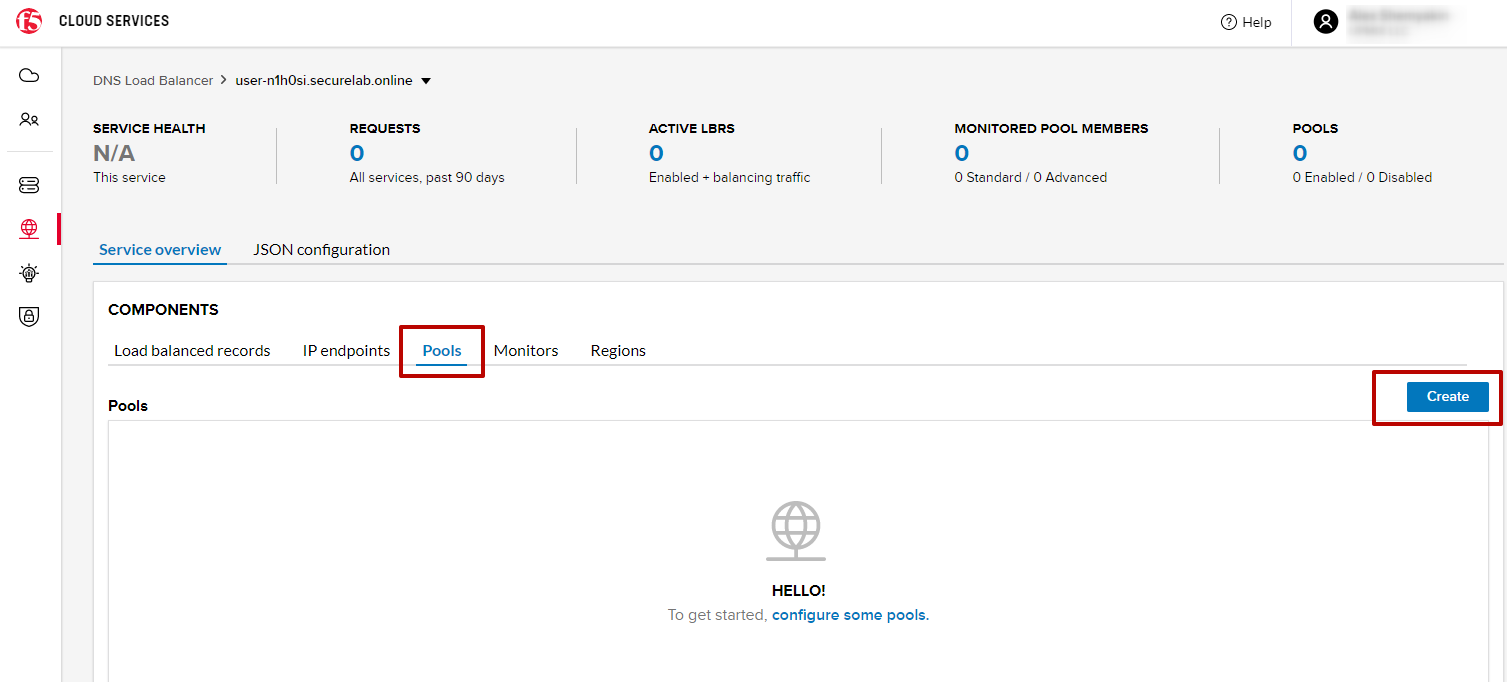 f5 CLOUD SERVICES
Help
DNS Load Balancer > user-n1h0si.securelab.online
SERVICE HEALTH
N/A
This service
REQUESTS
0
All services, past 90 days
ACTIVE LBRS
0
Enabled + balancing traffic
MONITORED POOL MEMBERS
0
0 Standard / 0 Advanced
POOLS
0
0 Enabled / 0 Disabled
Service overview JSON configuration
COMPONENTS
Load balanced records IP endpoints Pools Monitors Regions
Create
Pools
HELLO!
To get started, configure some pools.